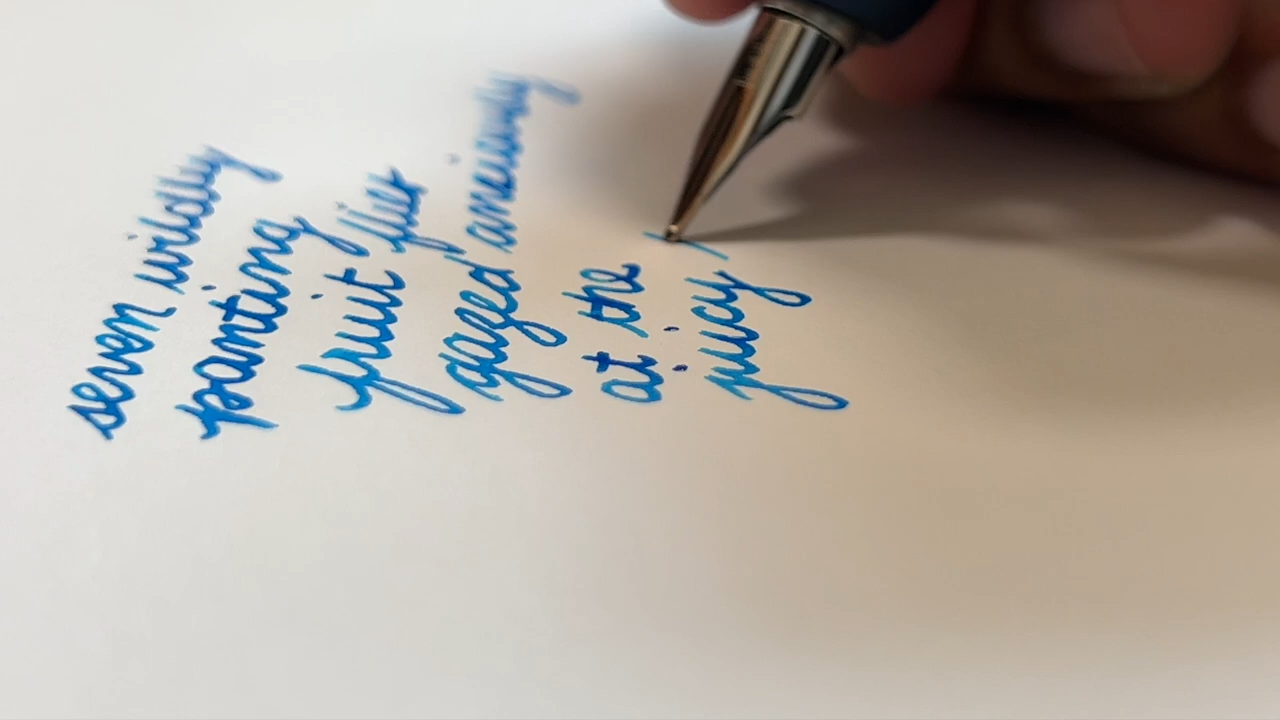 seven wildly
panting
fruit flies
gazed anxiously
at the
juicy